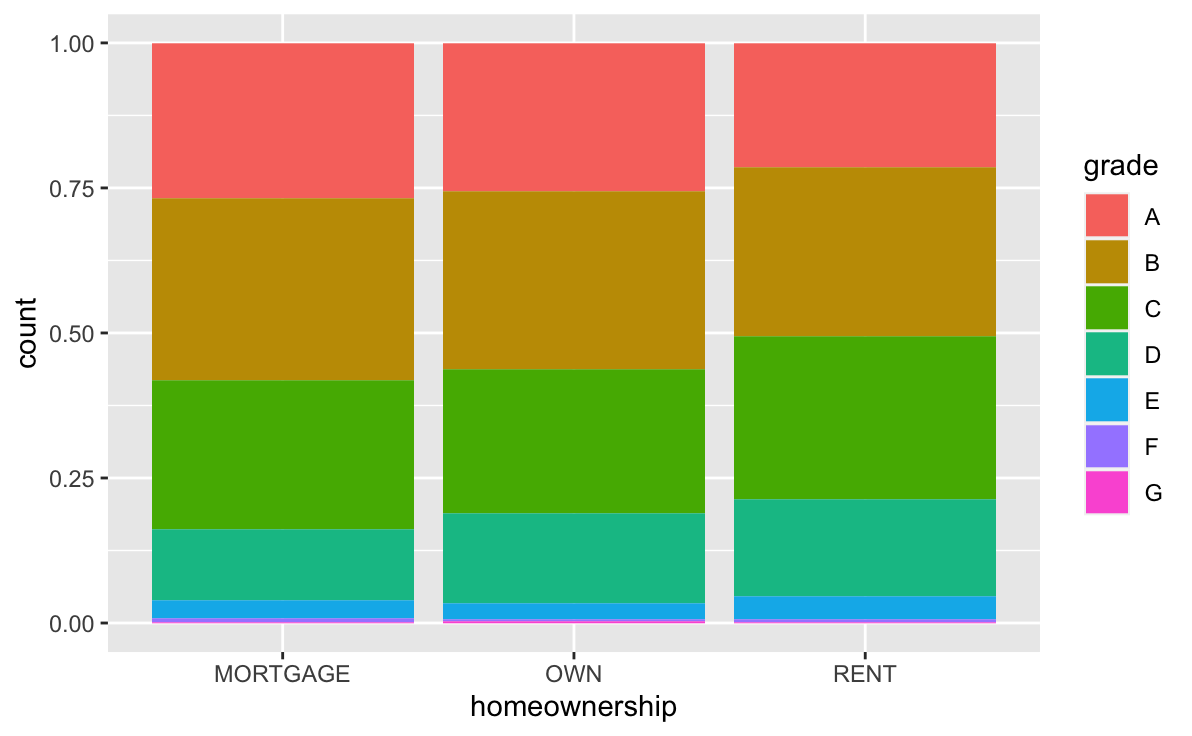 1.00
0.75
0.50
0.25
0.00
count
MORTGAGE OWN RENT
homeownership
grade
A
B
C
D
E
F
G